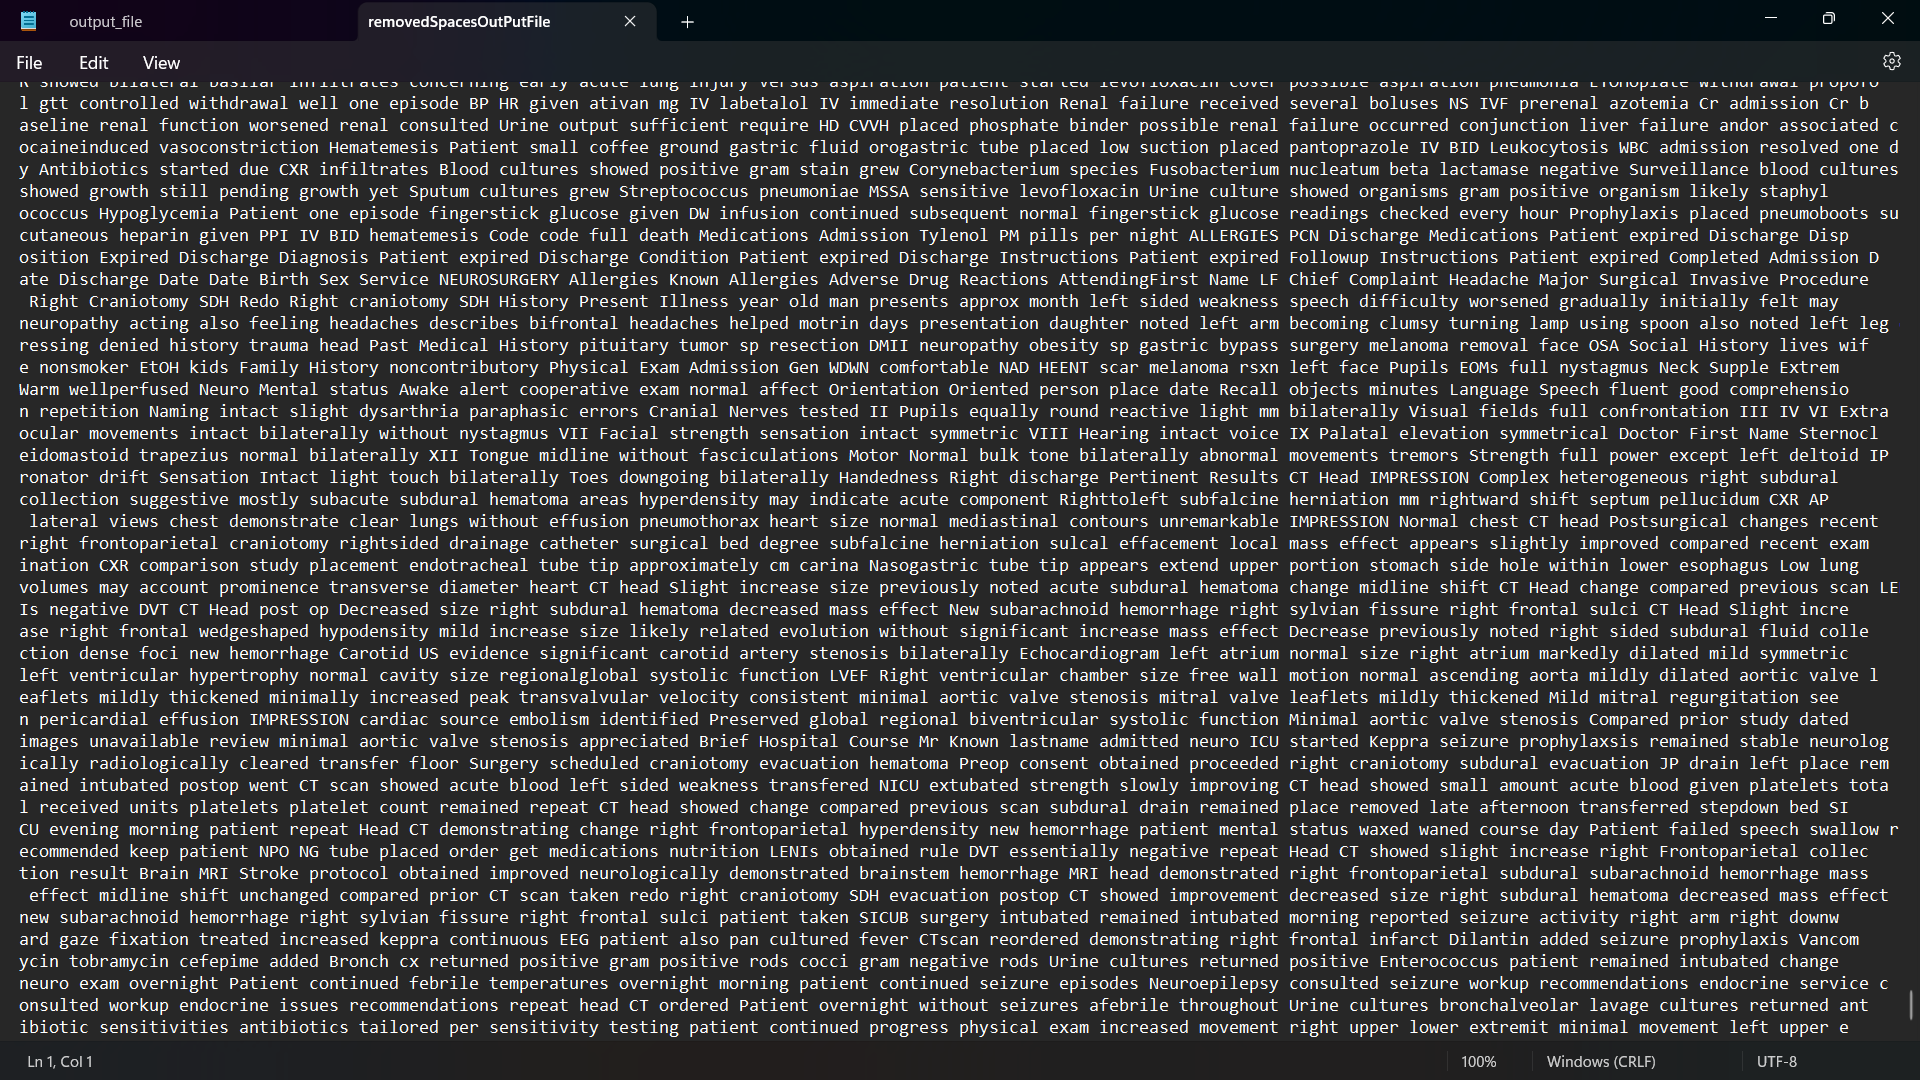 output_file
removedSpacesOutPutFile
File Edit View
R showed bilateral basilar infiltrates concerning early acute lung injury versus aspiration patient started levofloxacin cover possible aspiration pneumonia EtOHopiate withdrawal propofo
l gtt controlled withdrawal well one episode BP HR given ativan mg IV labetalol IV immediate resolution Renal failure received several boluses NS IVF prerenal azotemia Cr admission Cr b
aseline renal function worsened renal consulted Urine output sufficient require HD CVVH placed phosphate binder possible renal failure occurred conjunction liver failure andor associated c
ocaineinduced vasoconstriction Hematemesis Patient small coffee ground gastric fluid orogastric tube placed low suction placed pantoprazole IV BID Leukocytosis WBC admission resolved one d
y Antibiotics started due CXR infiltrates Blood cultures showed positive gram stain grew Corynebacterium species Fusobacterium nucleatum beta lactamase negative Surveillance blood cultures
showed growth still pending growth yet Sputum cultures grew Streptococcus pneumoniae MSSA sensitive levofloxacin Urine culture showed organisms gram positive organism likely staphyl
ococcus Hypoglycemia Patient one episode fingerstick glucose given DW infusion continued subsequent normal fingerstick glucose readings checked every hour Prophylaxis placed pneumoboots su
cutaneous heparin given PPI IV BID hematemesis Code code full death Medications Admission Tylenol PM pills per night ALLERGIES PCN Discharge Medications Patient expired Discharge Disp
osition Expired Discharge Diagnosis Patient expired Discharge Condition Patient expired Discharge Instructions Patient expired Followup Instructions Patient expired Completed Admission D
ate Discharge Date Date Birth Sex Service NEUROSURGERY Allergies Known Allergies Adverse Drug Reactions AttendingFirst Name LF Chief Complaint Headache Major Surgical Invasive Procedure
Right Craniotomy SDH Redo Right craniotomy SDH History Present Illness year old man presents approx month left sided weakness speech difficulty worsened gradually initially felt may
neuropathy acting also feeling headaches describes bifrontal headaches helped motrin days presentation daughter noted left arm becoming clumsy turning lamp using spoon also noted left leg
ressing denied history trauma head Past Medical History pituitary tumor sp resection DMII neuropathy obesity sp gastric bypass surgery melanoma removal face OSA Social History lives wif
e nonsmoker EtOH kids Family History noncontributory Physical Exam Admission Gen WDWN comfortable NAD HEENT scar melanoma rsxn left face Pupils EOMs full nystagmus Neck Supple Extrem
Warm wellperfused Neuro Mental status Awake alert cooperative exam normal affect Orientation Oriented person place date Recall objects minutes Language Speech fluent good comprehensio
n repetition Naming intact slight dysarthria paraphasic errors Cranial Nerves tested II Pupils equally round reactive light mm bilaterally Visual fields full confrontation III IV VI Extra
ocular movements intact bilaterally without nystagmus VII Facial strength sensation intact symmetric VIII Hearing intact voice IX Palatal elevation symmetrical Doctor First Name Sternocl
eidomastoid trapezius normal bilaterally XII Tongue midline without fasciculations Motor Normal bulk tone bilaterally abnormal movements tremors Strength full power except left deltoid IP
ronator drift Sensation Intact light touch bilaterally Toes downgoing bilaterally Handedness Right discharge Pertinent Results CT Head IMPRESSION Complex heterogeneous right subdural
collection suggestive mostly subacute subdural hematoma areas hyperdensity may indicate acute component Righttoleft subfalcine herniation mm rightward shift septum pellucidum CXR AP
lateral views chest demonstrate clear lungs without effusion pneumothorax heart size normal mediastinal contours unremarkable IMPRESSION Normal chest CT head Postsurgical changes recent
right frontoparietal craniotomy rightsided drainage catheter surgical bed degree subfalcine herniation sulcal effacement local mass effect appears slightly improved compared recent exam
ination CXR comparison study placement endotracheal tube tip approximately cm carina Nasogastric tube tip appears extend upper portion stomach side hole within lower esophagus Low lung
volumes may account prominence transverse diameter heart CT head Slight increase size previously noted acute subdural hematoma change midline shift CT Head change compared previous scan LE
Is negative DVT CT Head post op Decreased size right subdural hematoma decreased mass effect New subarachnoid hemorrhage right sylvian fissure right frontal sulci CT Head Slight incre
ase right frontal wedgeshaped hypodensity mild increase size likely related evolution without significant increase mass effect Decrease previously noted right sided subdural fluid colle
ction dense foci new hemorrhage Carotid US evidence significant carotid artery stenosis bilaterally Echocardiogram left atrium normal size right atrium markedly dilated mild symmetric
left ventricular hypertrophy normal cavity size regionalglobal systolic function LVEF Right ventricular chamber size free wall motion normal ascending aorta mildly dilated aortic valve l
eaflets mildly thickened minimally increased peak transvalvular velocity consistent minimal aortic valve stenosis mitral valve leaflets mildly thickened Mild mitral regurgitation see
n pericardial effusion IMPRESSION cardiac source embolism identified Preserved global regional biventricular systolic function Minimal aortic valve stenosis Compared prior study dated
images unavailable review minimal aortic valve stenosis appreciated Brief Hospital Course Mr Known lastname admitted neuro ICU started Keppra seizure prophylaxsis remained stable neurolog
ically radiologically cleared transfer floor Surgery scheduled craniotomy evacuation hematoma Preop consent obtained proceeded right craniotomy subdural evacuation JP drain left place rem
ained intubated postop went CT scan showed acute blood left sided weakness transfered NICU extubated strength slowly improving CT head showed small amount acute blood given platelets tota
l received units platelets platelet count remained repeat CT head showed change compared previous scan subdural drain remained place removed late afternoon transferred stepdown bed SI
CU evening morning patient repeat Head CT demonstrating change right frontoparietal hyperdensity new hemorrhage patient mental status waxed waned course day Patient failed speech swallow r
ecommended keep patient NPO NG tube placed order get medications nutrition LENIs obtained rule DVT essentially negative repeat Head CT showed slight increase right Frontoparietal collec
tion result Brain MRI Stroke protocol obtained improved neurologically demonstrated brainstem hemorrhage MRI head demonstrated right frontoparietal subdural subarachnoid hemorrhage mass
effect midline shift unchanged compared prior CT scan taken redo right craniotomy SDH evacuation postop CT showed improvement decreased size right subdural hematoma decreased mass effect
new subarachnoid hemorrhage right sylvian fissure right frontal sulci patient taken SICUB surgery intubated remained intubated morning reported seizure activity right arm right downw
ard gaze fixation treated increased keppra continuous EEG patient also pan cultured fever CTscan reordered demonstrating right frontal infarct Dilantin added seizure prophylaxis Vancom
ycin tobramycin cefepime added Bronch cx returned positive gram positive rods cocci gram negative rods Urine cultures returned positive Enterococcus patient remained intubated change
neuro exam overnight Patient continued febrile temperatures overnight morning patient continued seizure episodes Neuroepilepsy consulted seizure workup recommendations endocrine service c
onsulted workup endocrine issues recommendations repeat head CT ordered Patient overnight without seizures afebrile throughout Urine cultures bronchalveolar lavage cultures returned ant
ibiotic sensitivities antibiotics tailored per sensitivity testing patient continued progress physical exam increased movement right upper lower extremit minimal movement left upper e
Ln 1, Col 1 100% Windows (CRLF) UTF-8